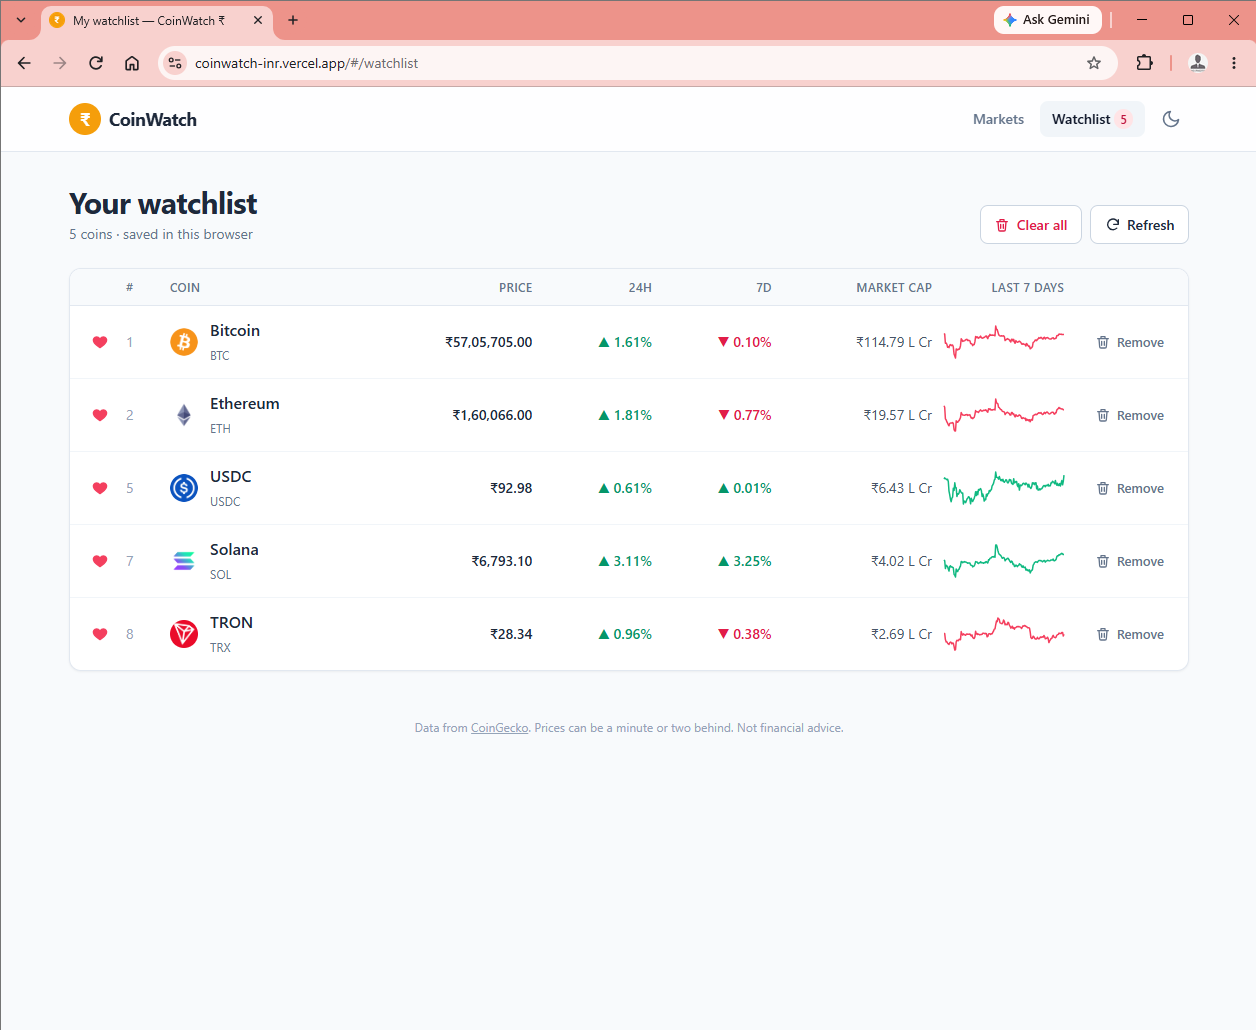 My watchlist — CoinWatch ₹
Ask Gemini
coinwatch-inr.vercel.app/#/watchlist
₹ CoinWatch
Markets
Watchlist 5
Your watchlist
5 coins · saved in this browser
Clear all
Refresh
# COIN PRICE 24H 7D MARKET CAP LAST 7 DAYS
1 Bitcoin BTC ₹57,05,705.00 ▲ 1.61% ▼ 0.10% ₹114.79 L Cr Remove
2 Ethereum ETH ₹1,60,066.00 ▲ 1.81% ▼ 0.77% ₹19.57 L Cr Remove
5 USDC USDC ₹92.98 ▲ 0.61% ▲ 0.01% ₹6.43 L Cr Remove
7 Solana SOL ₹6,793.10 ▲ 3.11% ▲ 3.25% ₹4.02 L Cr Remove
8 TRON TRX ₹28.34 ▲ 0.96% ▼ 0.38% ₹2.69 L Cr Remove
Data from CoinGecko. Prices can be a minute or two behind. Not financial advice.